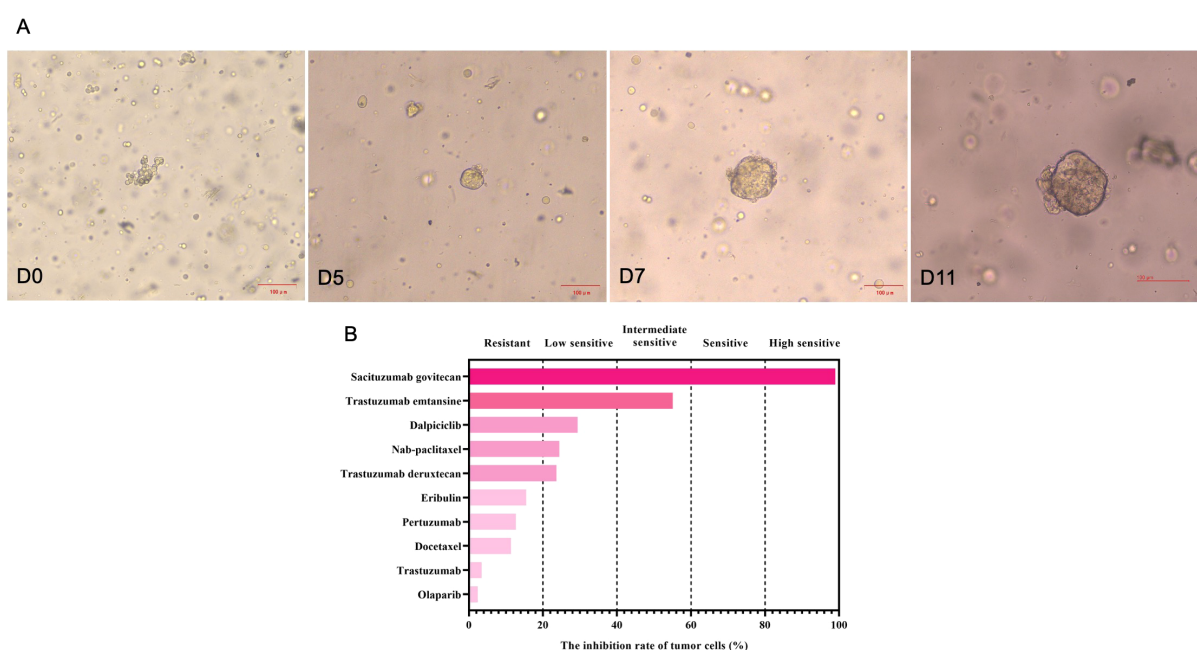 A
D0
100 μm
D5
100 μm
D7
100 μm
D11
100 μm
B
Resistant
Low sensitive
Intermediate
sensitive
Sensitive
High sensitive
Sacituzumab govitecan
Trastuzumab emtansine
Dalpiciclib
Nab-paclitaxel
Trastuzumab deruxtecan
Eribulin
Pertuzumab
Docetaxel
Trastuzumab
Olaparib
0 20 40 60 80 100
The inhibition rate of tumor cells (%)